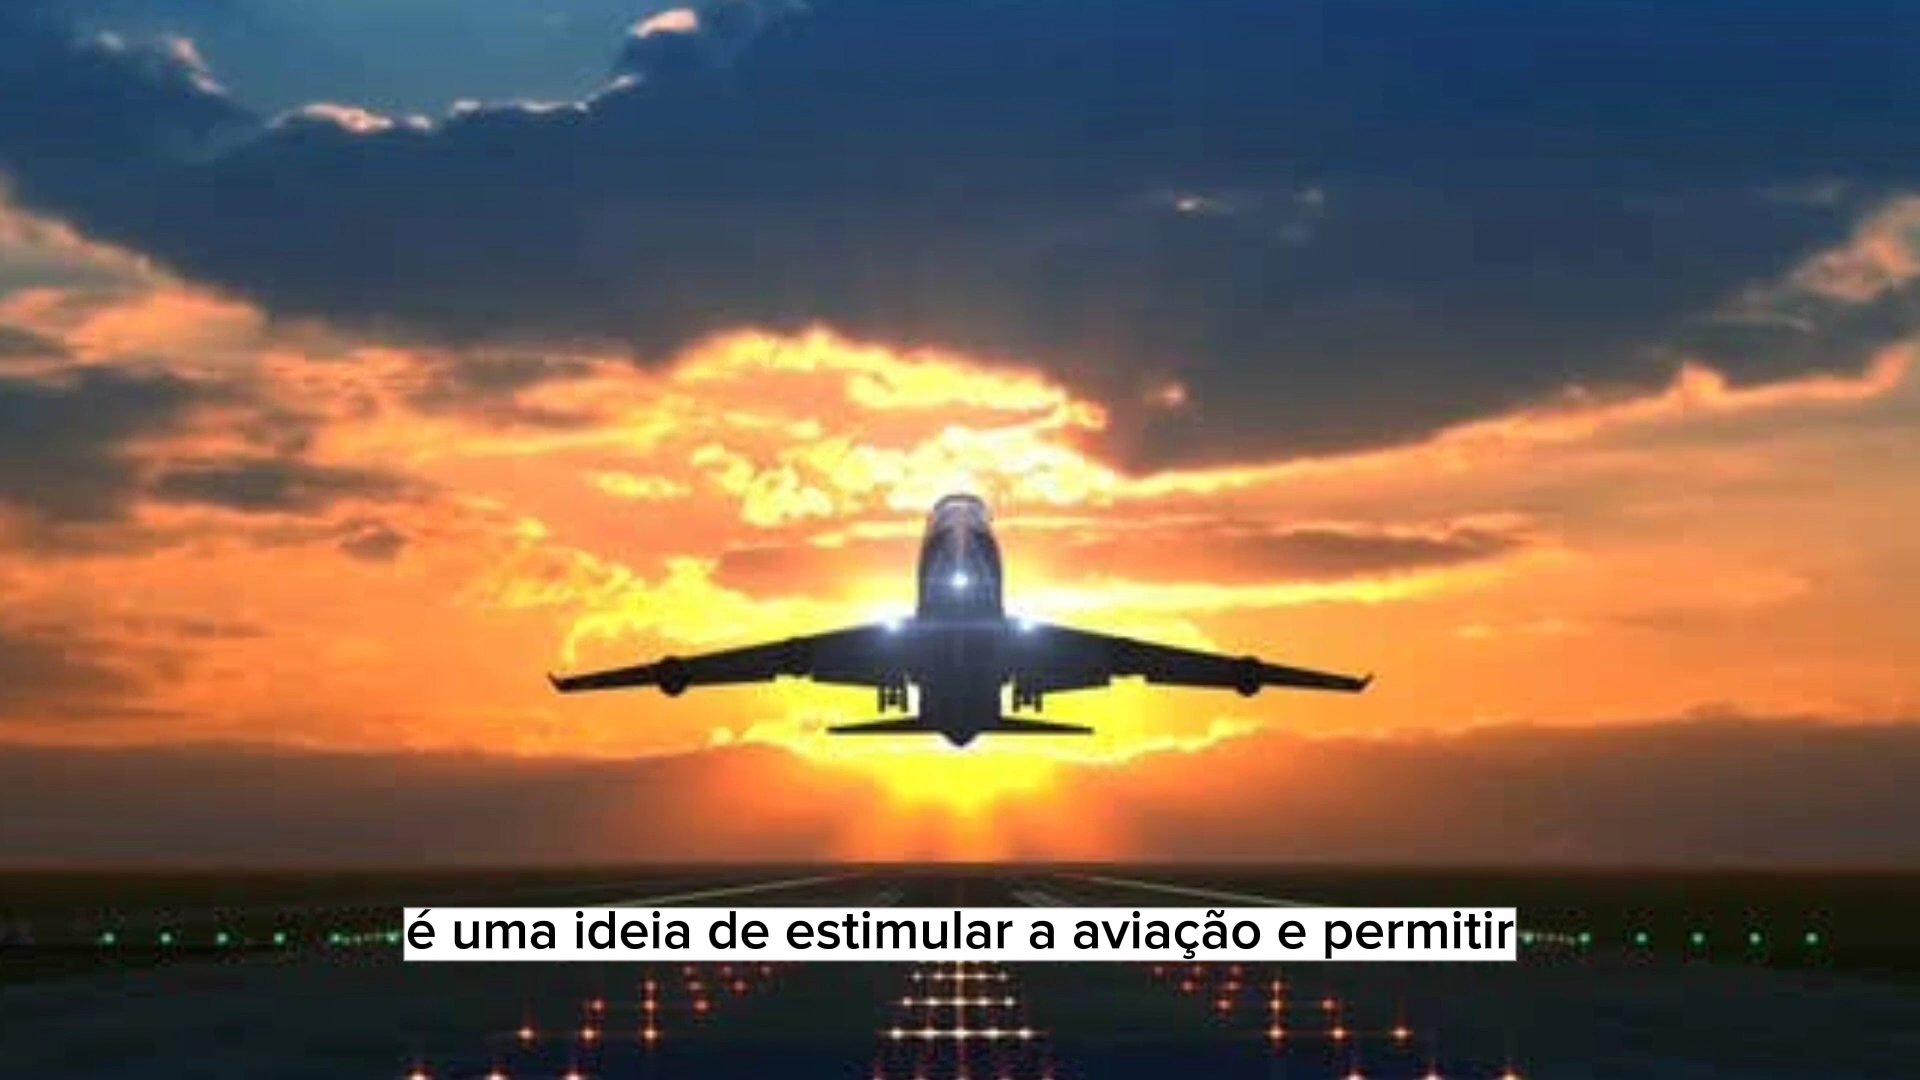 é uma ideia de estimular a aviação e permitir